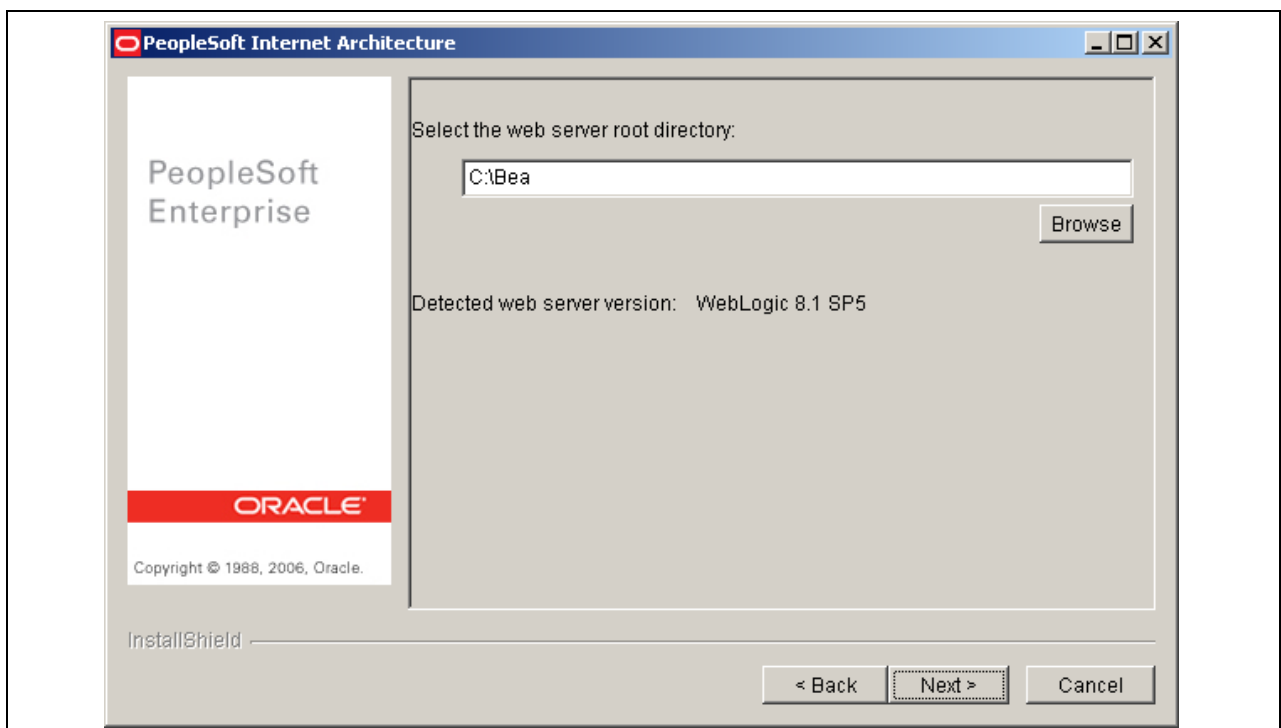 PeopleSoft Internet Architecture
PeopleSoft
Enterprise
ORACLE®
Copyright © 1988, 2006, Oracle.
Select the web server root directory:
C:\Bea
Browse
Detected web server version: WebLogic 8.1 SP5
InstallShield
< Back Next > Cancel